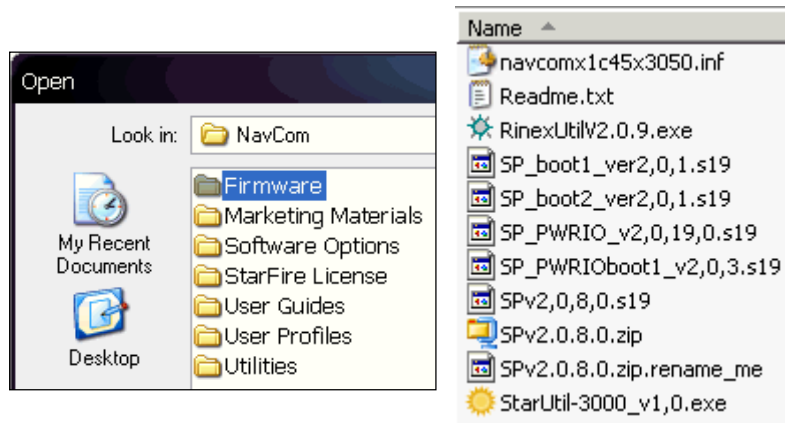 Open
Look in:
NavCom
My Recent
Documents
Desktop
Firmware
Marketing Materials
Software Options
StarFire License
User Guides
User Profiles
Utilities
Name
navcomx1c45x3050.inf
Readme.txt
RinexUtilV2.0.9.exe
SP_boot1_ver2,0,1.s19
SP_boot2_ver2,0,1.s19
SP_PWRIO_v2,0,19,0.s19
SP_PWRIOboot1_v2,0,3.s19
SPv2,0,8,0.s19
SPv2.0.8.0.zip
SPv2.0.8.0.zip.rename_me
StarUtil-3000_v1,0.exe